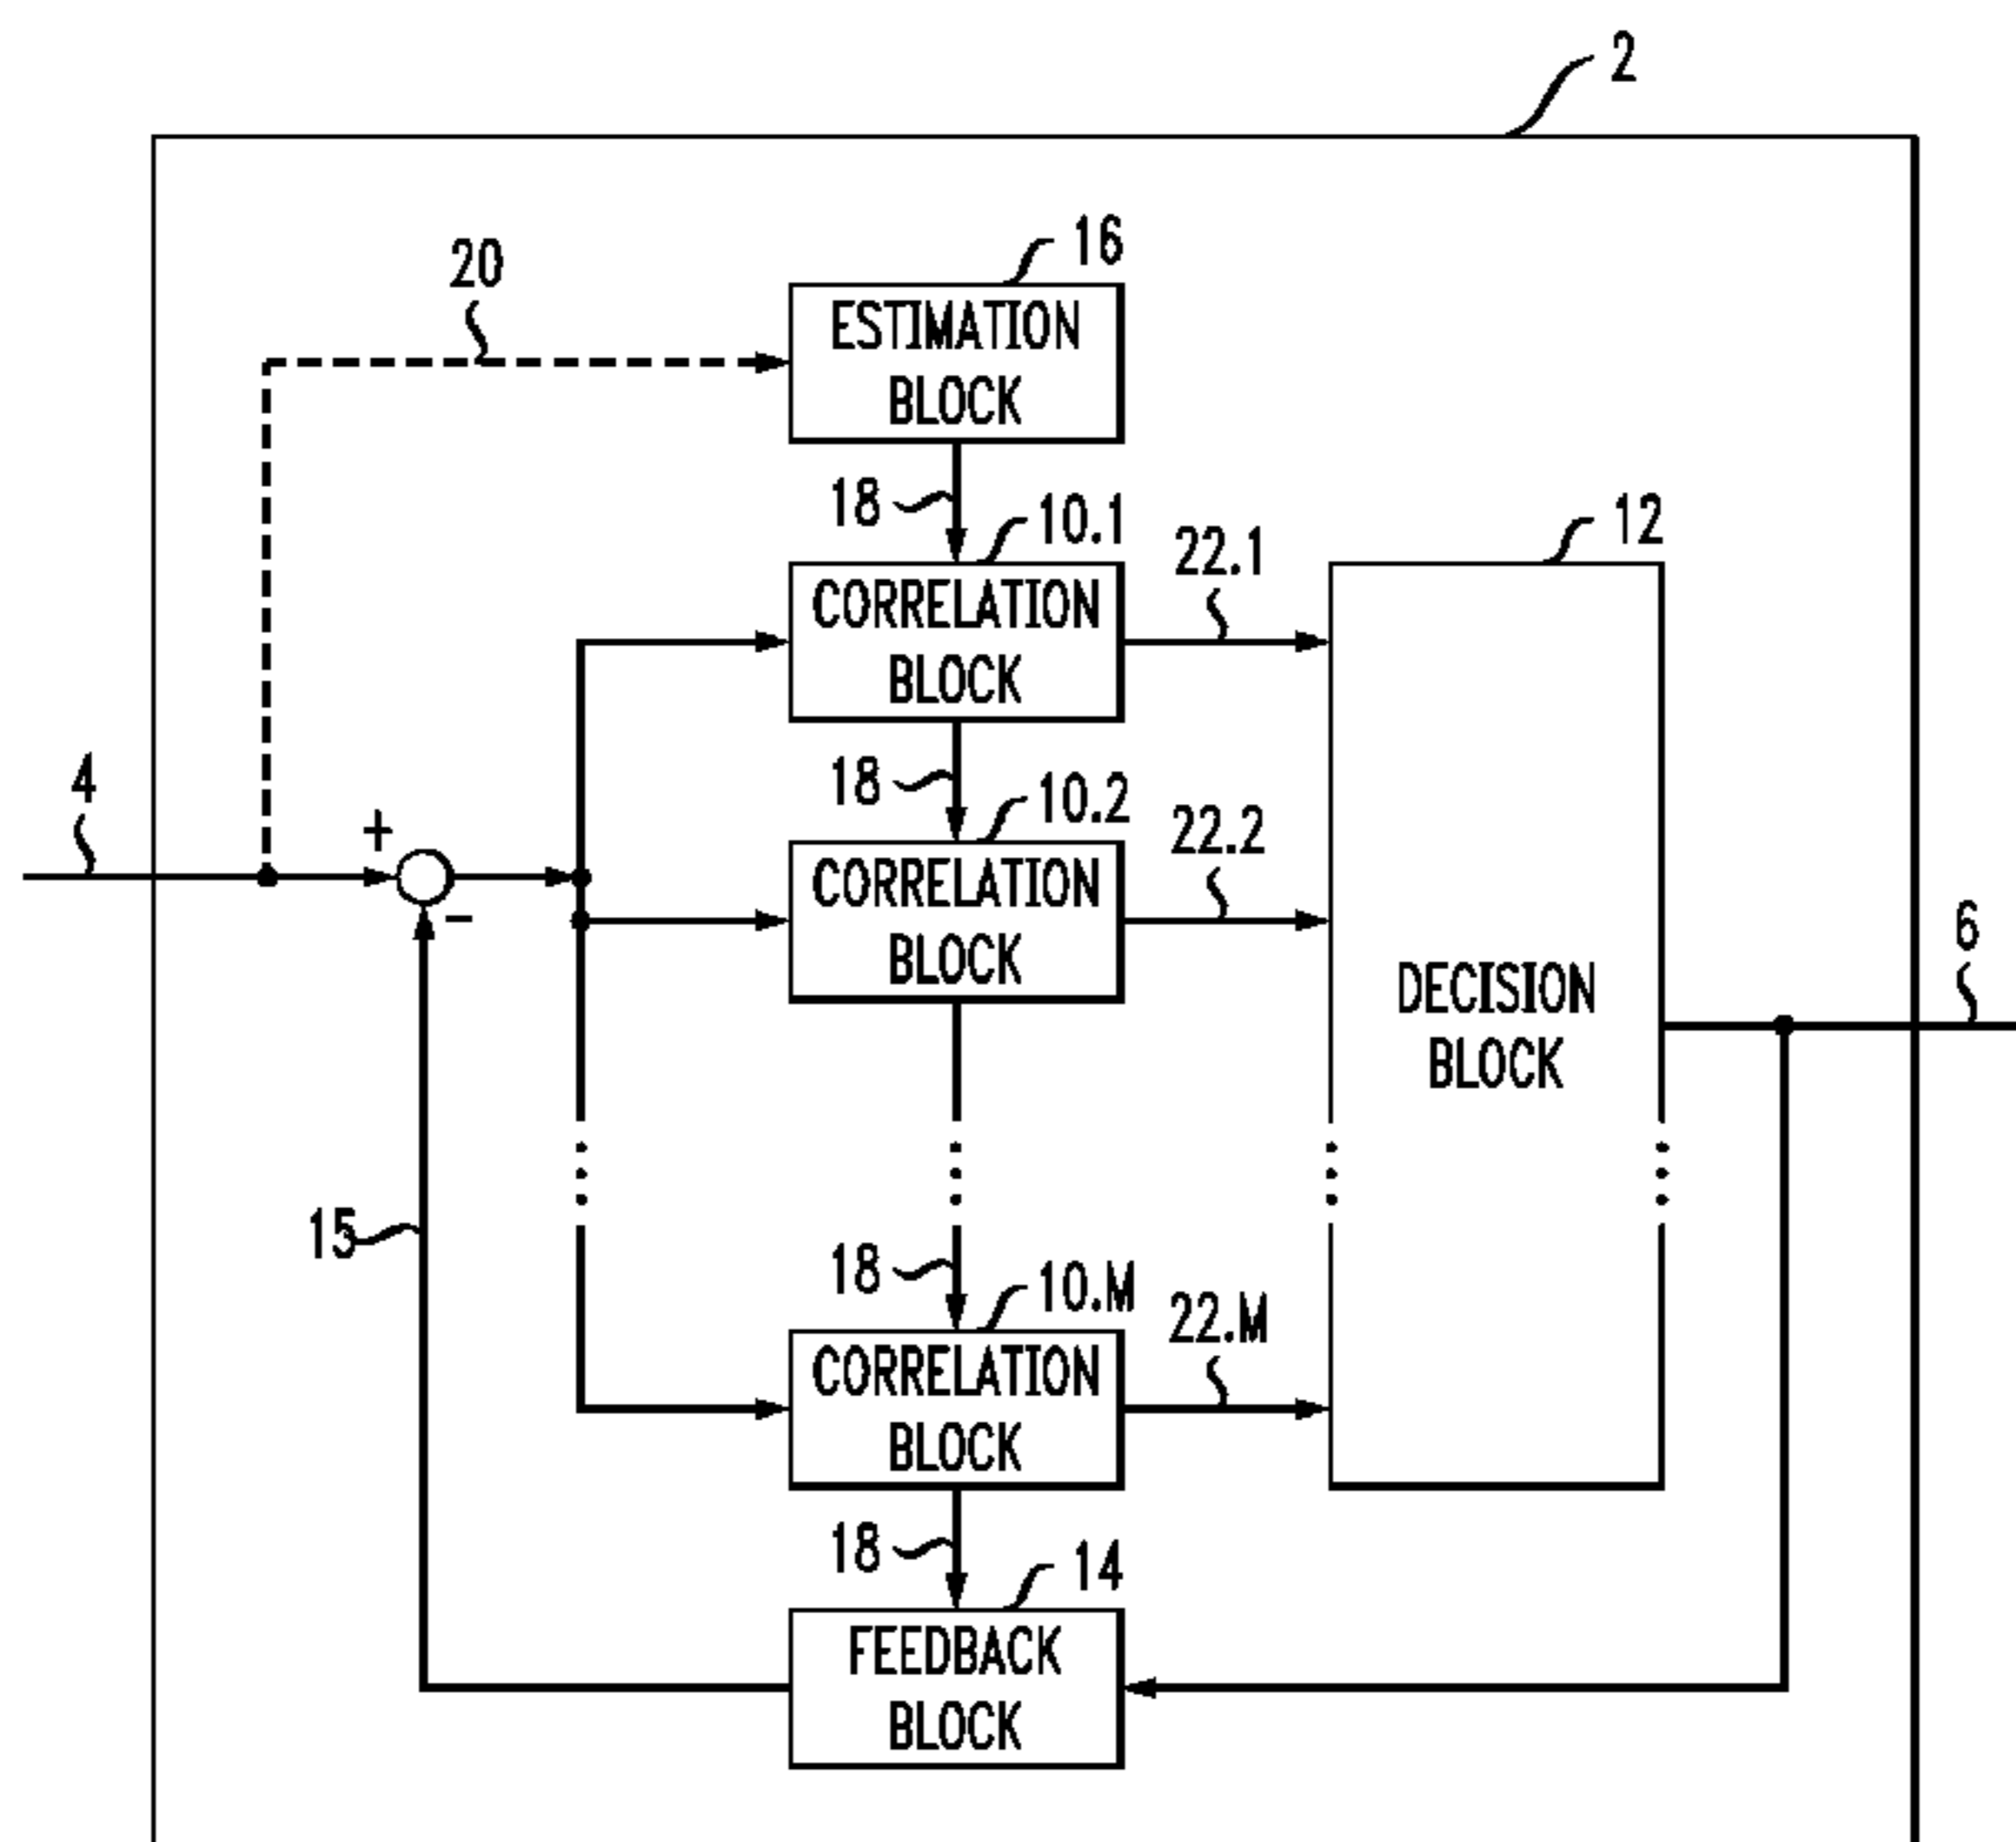 2
16
20
ESTIMATION
BLOCK
18
10.1
12
22.1
CORRELATION
BLOCK
4
18
10.2
22.2
+
CORRELATION
BLOCK
-
6
DECISION
BLOCK
15
18
10.M
22.M
CORRELATION
BLOCK
18
14
FEEDBACK
BLOCK